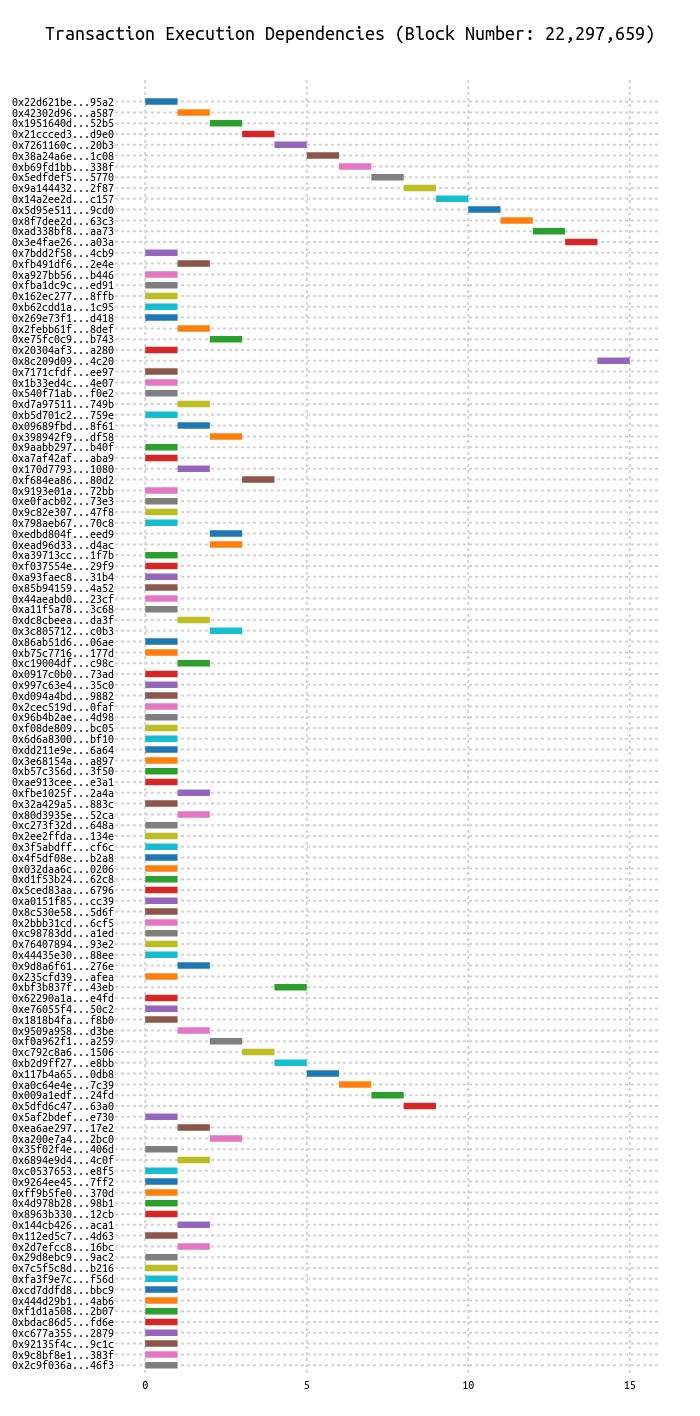 Transaction Execution Dependencies (Block Number: 22,297,659)
0x22d621be...95a2
0x42302d96...a587
0x1951640d...52b5
0x21ccced3...d9e0
0x7261160c...20b3
0x38a24a6e...1c08
0xb69fd1bb...338f
0x5edfdef5...5770
0x9a144432...2f87
0x14a2ee2d...c157
0x5d95e511...9cd0
0x8f7dee2d...63c3
0xad338bf8...aa73
0x3e4fae26...a03a
0x7bdd2f58...4cb9
0xfb491df6...2e4e
0xa927bb56...b446
0xfba1dc9c...ed91
0x162ec277...8ffb
0xb62cdd1a...1c95
0x269e73f1...d418
0x2febb61f...8def
0xe75fc0c9...b743
0x20304af3...a280
0x8c209d09...4c20
0x7171cfdf...ee97
0x1b33ed4c...4e07
0x540f71ab...f0e2
0xd7a97511...749b
0xb5d701c2...759e
0x09689fbd...8f61
0x398942f9...df58
0x9aabb297...b40f
0xa7af42af...aba9
0x170d7793...1080
0xf684ea86...80d2
0x9193e01a...72bb
0xe0facb02...73e3
0x9c82e307...47f8
0x798aeb67...70c8
0xedbd804f...eed9
0xead96d33...d4ac
0xa39713cc...1f7b
0xf037554e...29f9
0xa93faec8...31b4
0x85b94159...4a52
0x44aeabd0...23cf
0xa11f5a78...3c68
0xdc8cbeea...da3f
0x3c805712...c0b3
0x86ab51d6...06ae
0xb75c7716...177d
0xc19004df...c98c
0x0917c0b0...73ad
0x997c63e4...35c0
0xd094a4bd...9882
0x2cec519d...0faf
0x96b4b2ae...4d98
0xf08de809...bc05
0x6d6a8300...bf10
0xdd211e9e...6a64
0x3e68154a...a897
0xb57c356d...3f50
0xae913cee...e3a1
0xfbe1025f...2a4a
0x32a429a5...883c
0x80d3935e...52ca
0xc273f32d...648a
0x2ee2ffda...134e
0x3f5abdff...cf6c
0x4f5df08e...b2a8
0x032daa6c...0206
0xd1f53b24...62c8
0x5ced83aa...6796
0xa0151f85...cc39
0x8c530e58...5d6f
0x2bbb31cd...6cf5
0xc98783dd...a1ed
0x76407894...93e2
0x44435e30...88ee
0x9d8a6f61...276e
0x235cfd39...afea
0xbf3b837f...43eb
0x62290a1a...e4fd
0xe76055f4...50c2
0x1818b4fa...f8b0
0x9509a958...d3be
0xf0a962f1...a259
0xc792c8a6...1506
0xb2d9ff27...e8bb
0x117b4a65...0db8
0xa0c64e4e...7c39
0x009a1edf...24fd
0x5dfd6c47...63a0
0x5af2bdef...e730
0xea6ae297...17e2
0xa200e7a4...2bc0
0x35f02f4e...406d
0x6894e9d4...4c0f
0xc0537653...e8f5
0x9264ee45...7ff2
0xff9b5fe0...370d
0x4d978b28...98b1
0x8963b330...12cb
0x144cb426...aca1
0x112ed5c7...4d63
0x2d7efcc8...16bc
0x29d8ebc9...9ac2
0x7c5f5c8d...b216
0xfa3f9e7c...f56d
0xcd7ddfd8...bbc9
0x444d29b1...4ab6
0xf1d1a508...2b07
0xbdac86d5...fd6e
0xc677a355...2879
0x92135f4c...9c1c
0x9c8bf8e1...383f
0x2c9f036a...46f3
0 5 10 15